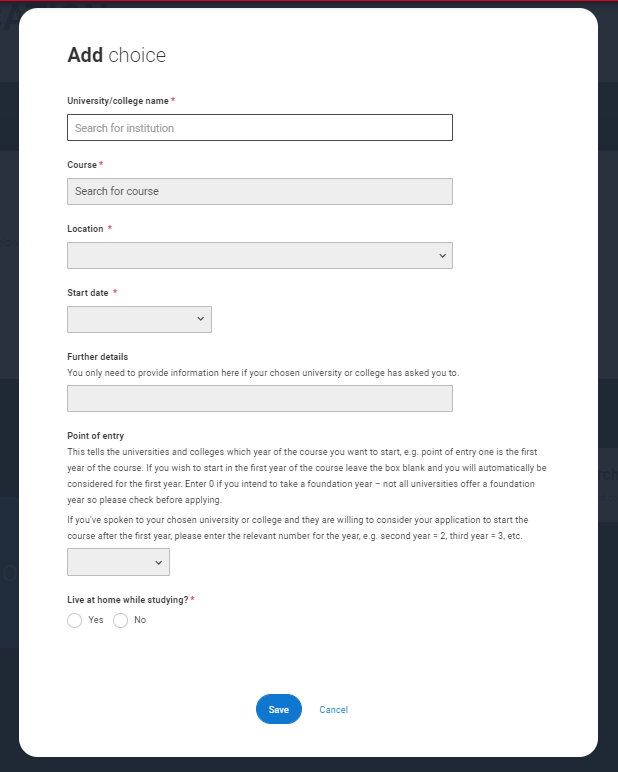 Add choice
University/college name *
Search for institution
Course *
Search for course
Location *
Start date *
Further details
You only need to provide information here if your chosen university or college has asked you to.
Point of entry
This tells the universities and colleges which year of the course you want to start, e.g. point of entry one is the first
year of the course. If you wish to start in the first year of the course leave the box blank and you will automatically be
considered for the first year. Enter 0 if you intend to take a foundation year – not all universities offer a foundation
year so please check before applying.
If you've spoken to your chosen university or college and they are willing to consider your application to start the
course after the first year, please enter the relevant number for the year, e.g. second year = 2, third year = 3, etc.
Live at home while studying? *
Yes No
Save Cancel